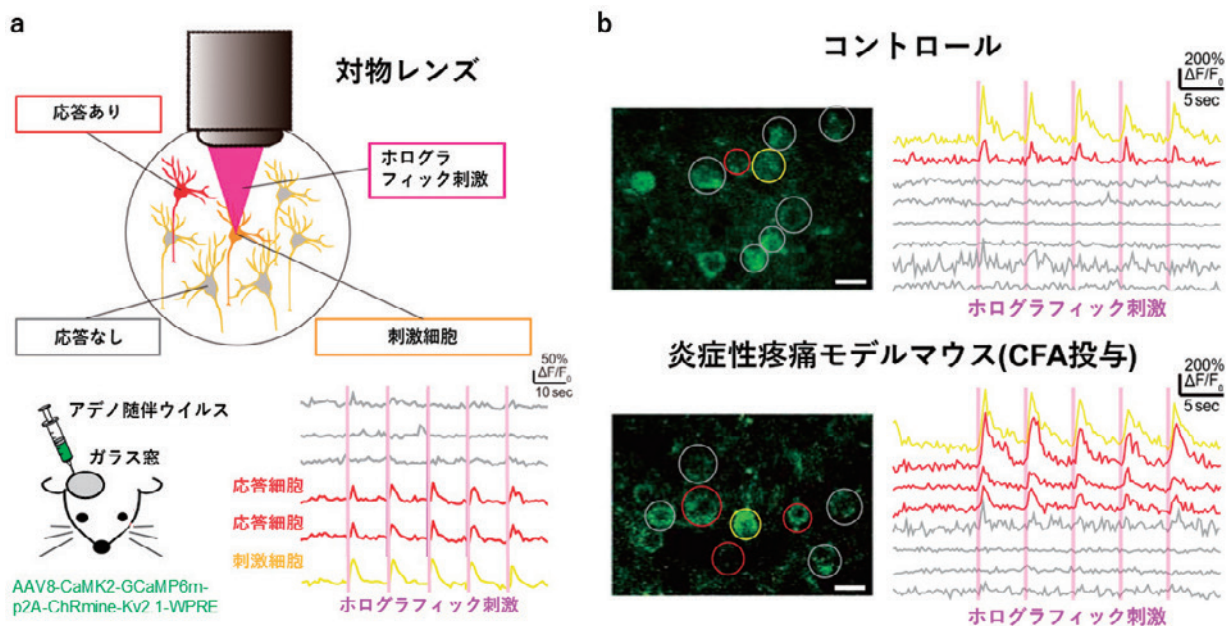 a
対物レンズ
応答あり
ホログラ
フィック刺激
応答なし
刺激細胞
アデノ随伴ウイルス
ガラス窓
AAV8-CaMK2-GCaMP6m-
p2A-ChRmine-Kv2.1-WPRE
50%
ΔF/F0
10 sec
応答細胞
応答細胞
刺激細胞
ホログラフィック刺激
b
コントロール
200%
ΔF/F0
5 sec
ホログラフィック刺激
炎症性疼痛モデルマウス(CFA投与)
200%
ΔF/F0
5 sec
ホログラフィック刺激